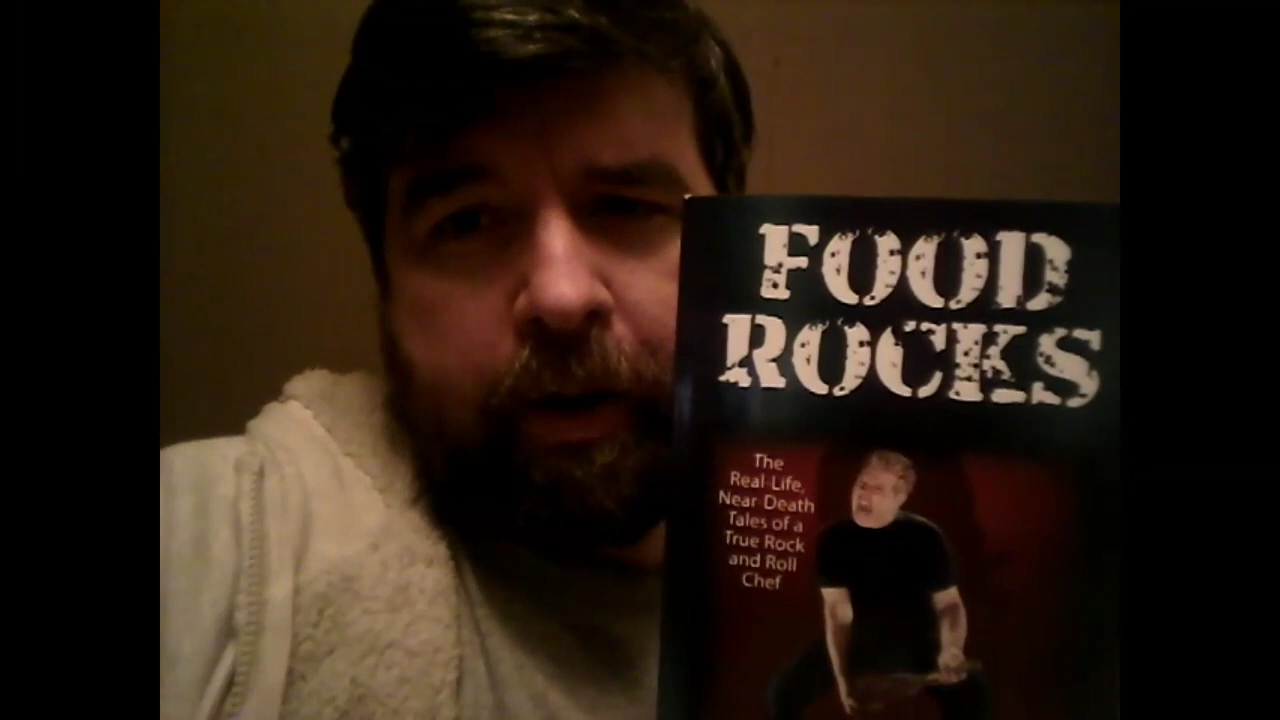 FOOD
ROCKS
The
Real-Life,
Near Death
Tales of a
True Rock
and Roll
Chef